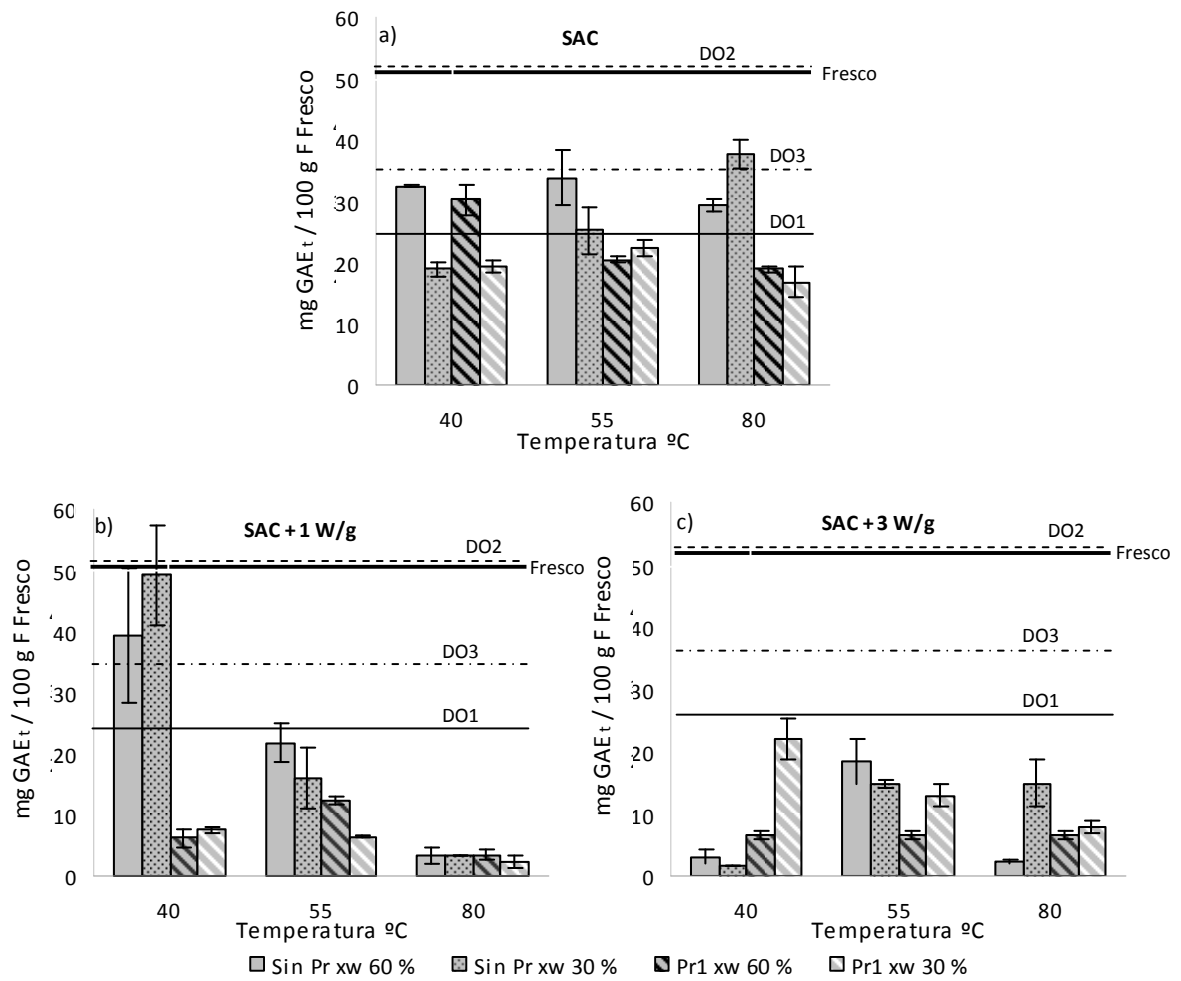 a)
SAC
60
50
40
30
20
10
0
mg GAE t / 100 g F Fresco
DO2
Fresco
DO3
DO1
40 55 80
Temperatura ºC
b)
SAC + 1 W/g
60
50
40
30
20
10
0
mg GAE t / 100 g F Fresco
DO2
Fresco
DO3
DO1
40 55 80
Temperatura ºC
c)
SAC + 3 W/g
60
50
40
30
20
10
0
mg GAE t / 100 g F Fresco
DO2
Fresco
DO3
DO1
40 55 80
Temperatura ºC
Sin Pr xw 60 % Sin Pr xw 30 % Pr1 xw 60 % Pr1 xw 30 %